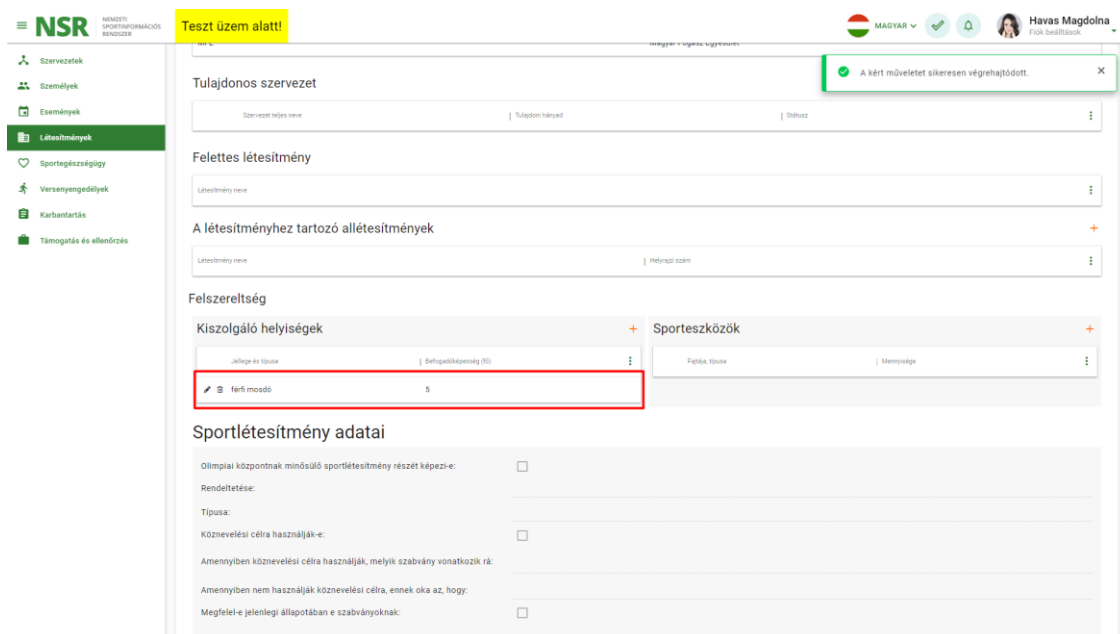 NSR
NEMZETI
SPORTINFORMÁCIÓS
RENDSZER
Teszt üzem alatt!
MAGYAR
Havas Magdolna
Fiók beállítások
Szervezetek
Személyek
Események
Létesítmények
Sportegészségügy
Versenyengedélyek
Karbantartás
Támogatás és ellenőrzés
A kért műveletet sikeresen végrehajtódott.
Tulajdonos szervezet
Szervezet teljes neve | Tulajdoni hányad | Státusz
Felettes létesítmény
Létesítmény neve
A létesítményhez tartozó allétesítmények
Létesítmény neve | Helyrajzi szám
Felszereltség
Kiszolgáló helyiségek
Jellege és típusa | Befogadóképesség (fő)
férfi mosdó 5
Sporteszközök
Fajtája, típusa | Mennyisége
Sportlétesítmény adatai
Olimpiai központnak minősülő sportlétesítmény részét képezi-e:
Rendeltetése:
Típusa:
Köznevelési célra használják-e:
Amennyiben köznevelési célra használják, melyik szabvány vonatkozik rá:
Amennyiben nem használják köznevelési célra, ennek oka az, hogy:
Megfelel-e jelenlegi állapotában e szabványoknak: